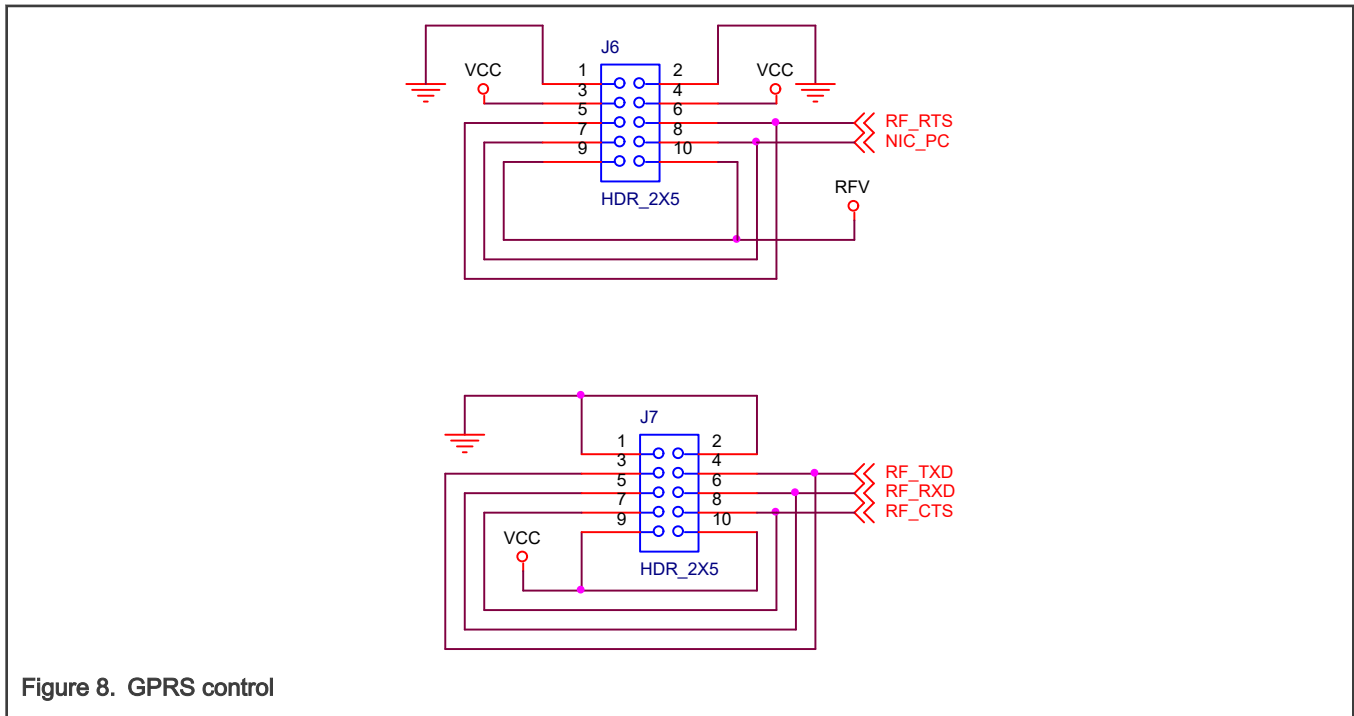 J6
VCC 1 2 VCC
3 4
5 6 RF_RTS
7 8 NIC_PC
9 10
HDR_2X5
RFV
J7
1 2
3 4 RF_TXD
5 6 RF_RXD
7 8 RF_CTS
9 10
VCC
HDR_2X5
Figure 8. GPRS control